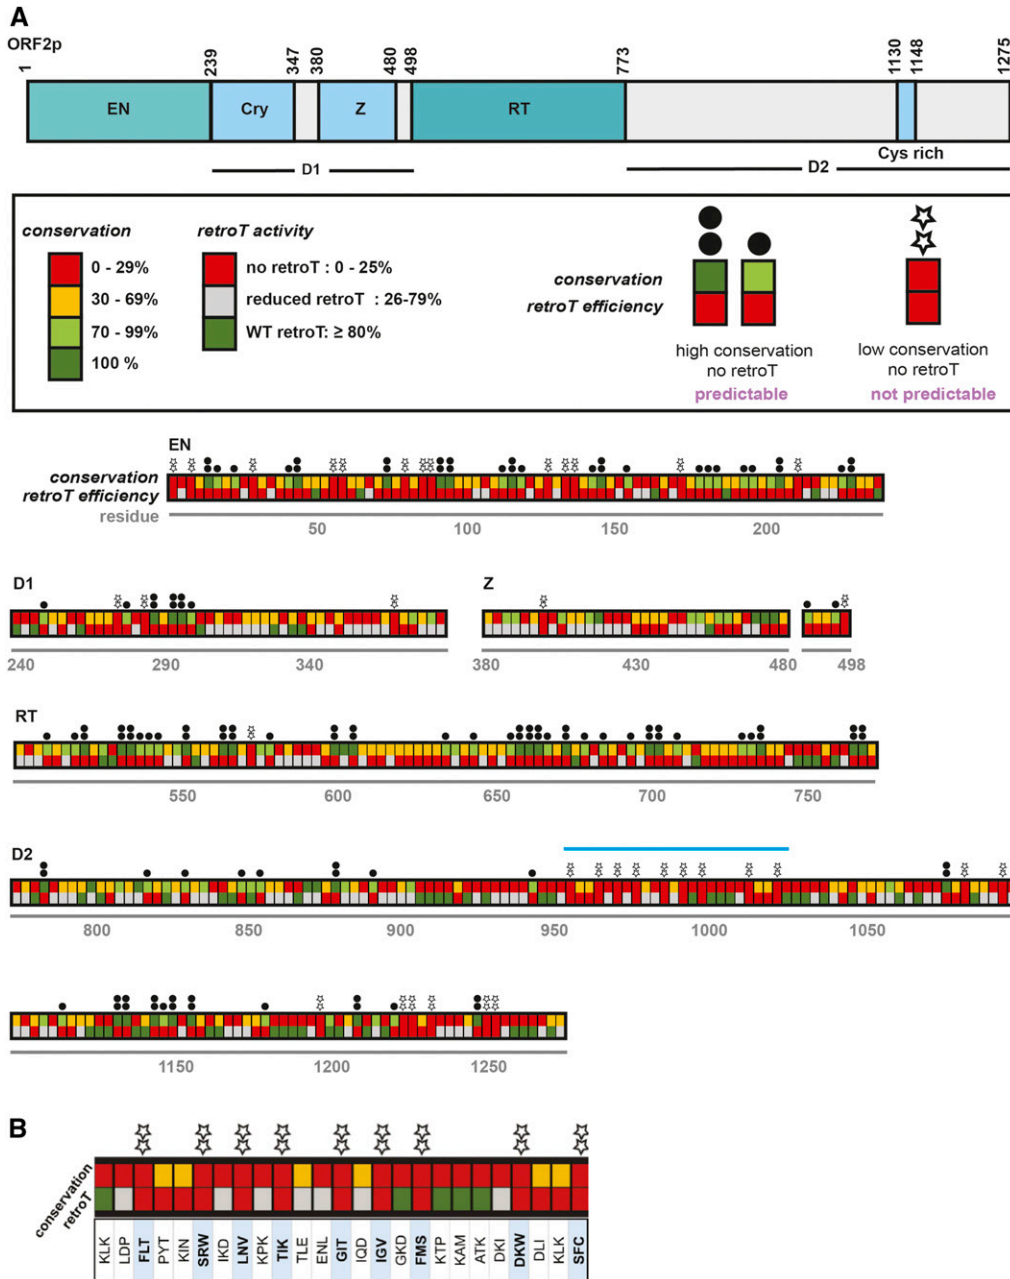 A
ORF2p
1 239 347 380 480 498 773 1130 1148 1275
EN Cry Z RT
Cys rich
D1 D2
conservation retroT activity
0 - 29% no retroT : 0 - 25%
30 - 69% reduced retroT : 26-79%
70 - 99% WT retroT: ≥ 80%
100 %
conservation
retroT efficiency
high conservation low conservation
no retroT no retroT
predictable not predictable
EN
conservation
retroT efficiency
residue
50 100 150 200
D1 Z
240 290 340 380 430 480 498
RT
550 600 650 700 750
D2
800 850 900 950 1000 1050
1150 1200 1250
B
conservation
retroT
KLK LDP FLT PYT KIN SRW IKD LNV KPK TIK TLE ENL GIT IQD IGV GKD FMS KTP KAM ATK DKI DKW DLI KLK SFC